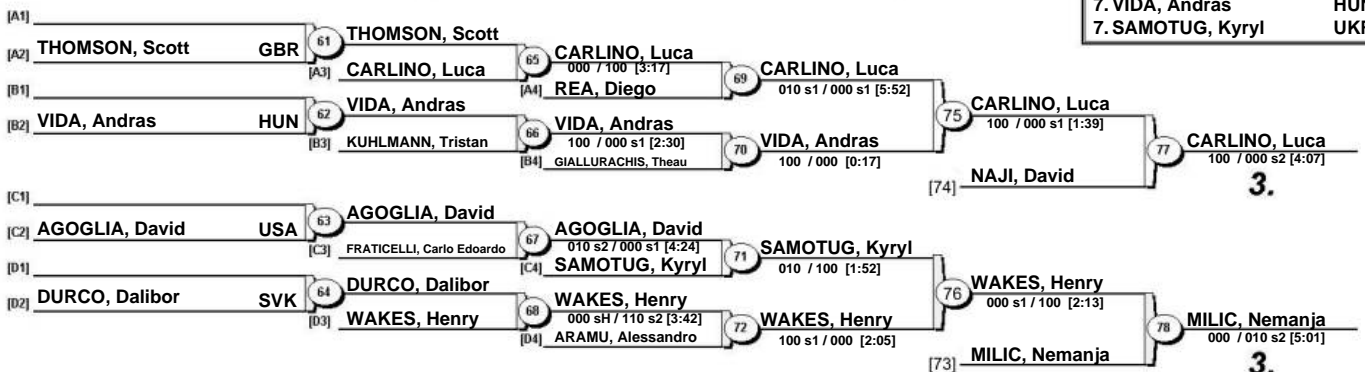 7. VIDA, Andras HUN
7. SAMOTUG, Kyryl
[A1]
[A2] THOMSON, Scott GBR
61
THOMSON, Scott
[A3] CARLINO, Luca
65
CARLINO, Luca
000 / 100 [3:17]
[A4] REA, Diego
69
CARLINO, Luca
010 s1 / 000 s1 [5:52]
[B1]
[B2] VIDA, Andras HUN
62
VIDA, Andras
[B3] KUHLMANN, Tristan
66
VIDA, Andras
100 / 000 s1 [2:30]
[B4] GIALLURACHIS, Theau
70
VIDA, Andras
100 / 000 [0:17]
75
CARLINO, Luca
100 / 000 s1 [1:39]
[74] NAJI, David
77
CARLINO, Luca
100 / 000 s2 [4:07]
3.
[C1]
[C2] AGOGLIA, David USA
63
AGOGLIA, David
[C3] FRATICELLI, Carlo Edoardo
67
AGOGLIA, David
010 s2 / 000 s1 [4:24]
[C4] SAMOTUG, Kyryl
71
SAMOTUG, Kyryl
010 / 100 [1:52]
[D1]
[D2] DURCO, Dalibor SVK
64
DURCO, Dalibor
[D3] WAKES, Henry
68
WAKES, Henry
000 sH / 110 s2 [3:42]
[D4] ARAMU, Alessandro
72
WAKES, Henry
100 s1 / 000 [2:05]
76
WAKES, Henry
000 s1 / 100 [2:13]
[73] MILIC, Nemanja
78
MILIC, Nemanja
000 / 010 s2 [5:01]
3.